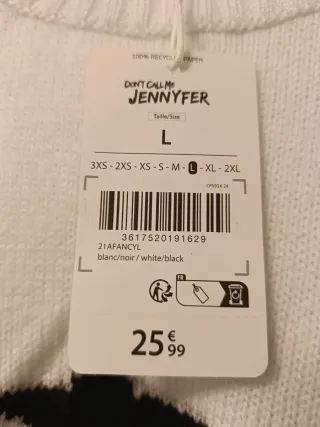 100% RECYCLED PAPER
DON'T CALL ME
JENNYFER
Taille/Size
L
3XS - 2XS - XS - S - M - L - XL - 2XL
3617520191629
21AFANCYL
blanc/noir / white/black
FR
25€99